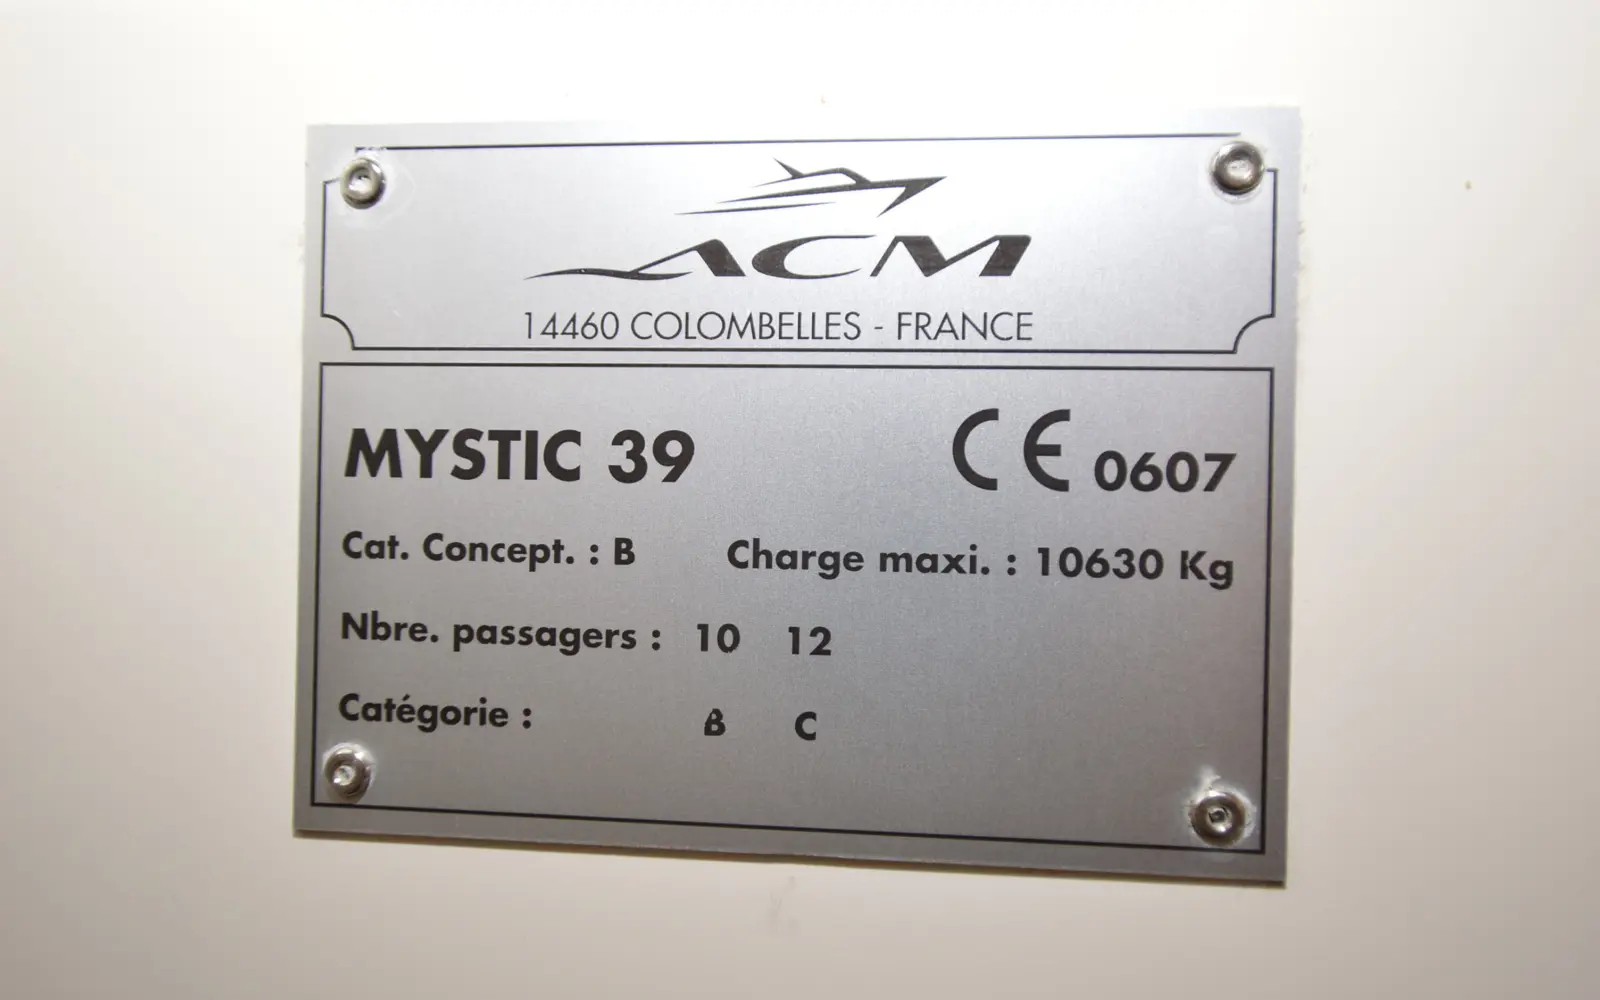 ACM
14460 COLOMBELLES - FRANCE
MYSTIC 39 CE 0607
Cat. Concept. : B Charge maxi. : 10630 Kg
Nbre. passagers : 10 12
Catégorie : B C